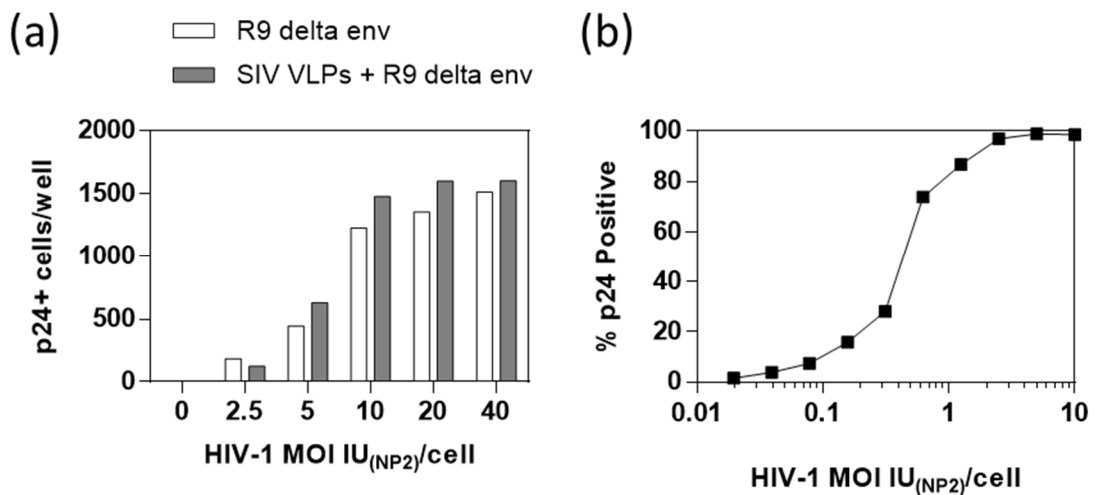 (a)
R9 delta env
SIV VLPs + R9 delta env
p24+ cells/well
2000
1500
1000
500
0
0 2.5 5 10 20 40
HIV-1 MOI IU(NP2)/cell
(b)
% p24 Positive
100
80
60
40
20
0
0.01 0.1 1 10
HIV-1 MOI IU(NP2)/cell